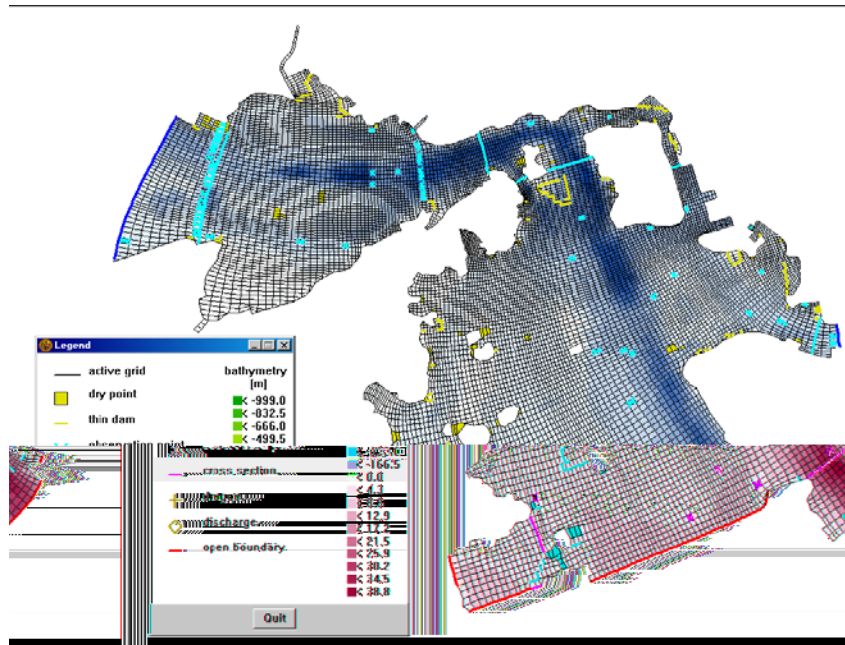 Legend
active grid
bathymetry
[m]
dry point
< -999.0
thin dam
< -832.5
< -666.0
observation point
< -499.5
cross section
< -166.5
0.0
< 12.9
discharge
< 21.5
< 25.9
open boundary
< 30.2
< 34.5
< 38.8
Quit